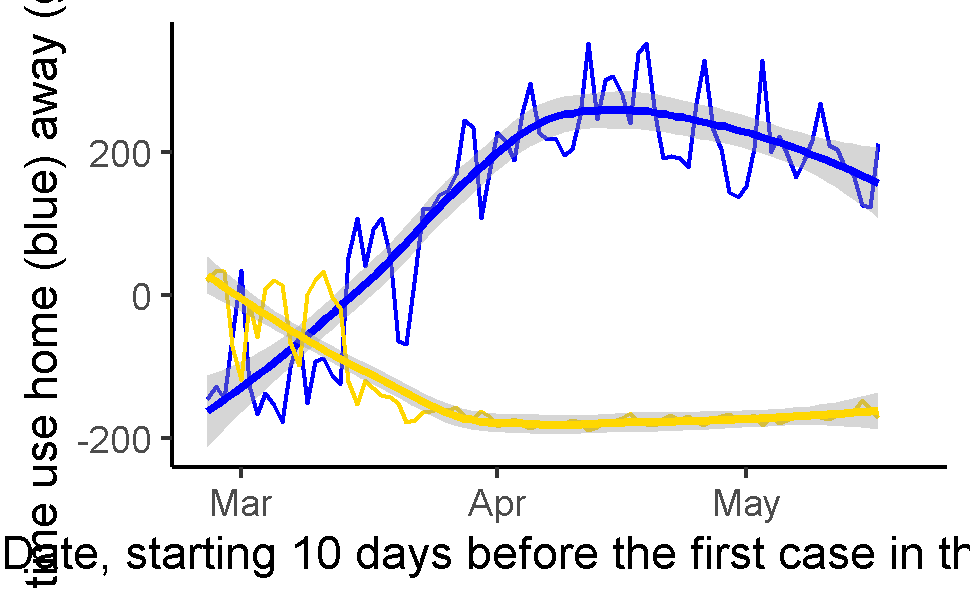 time use home (blue) away (
200
0
-200
Mar Apr May
Date, starting 10 days before the first case in th